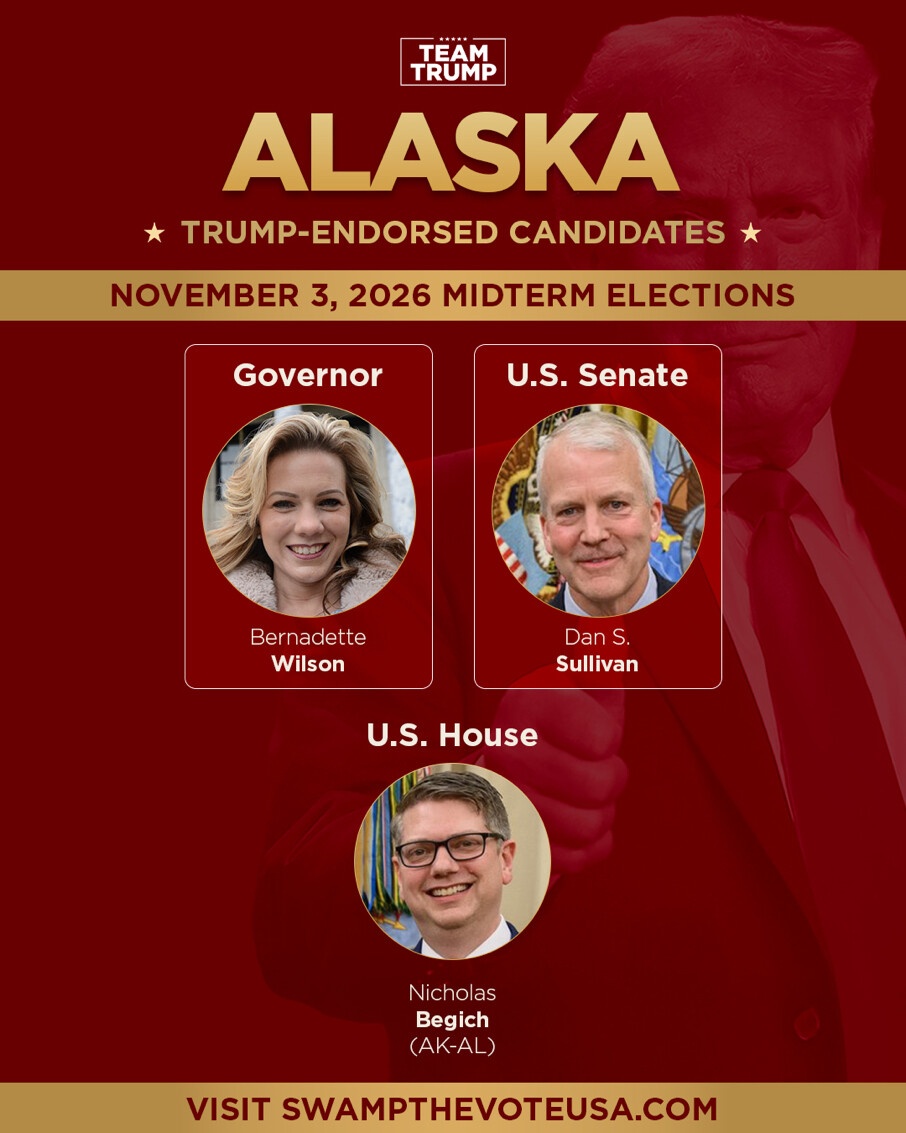 TEAM
TRUMP
ALASKA
TRUMP-ENDORSED CANDIDATES
NOVEMBER 3, 2026 MIDTERM ELECTIONS
Governor
Bernadette
Wilson
U.S. Senate
Dan S.
Sullivan
U.S. House
Nicholas
Begich
(AK-AL)
VISIT SWAMPTHEVOTEUSA.COM